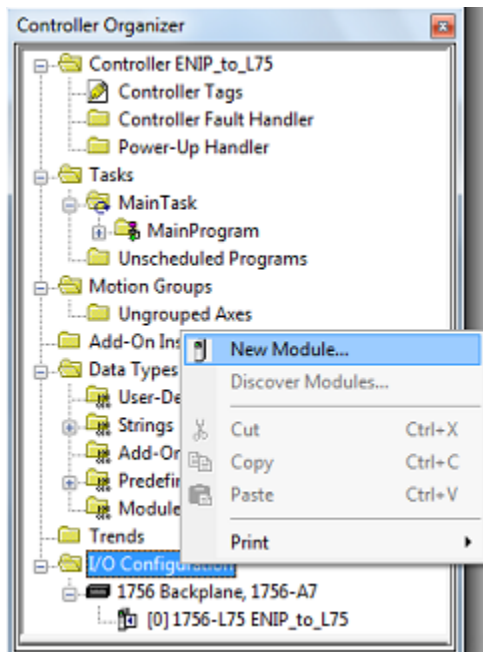 Controller Organizer
Controller ENIP_to_L75
Controller Tags
Controller Fault Handler
Power-Up Handler
Tasks
MainTask
MainProgram
Unscheduled Programs
Motion Groups
Ungrouped Axes
Add-On Ins
Data Types
User-De
Strings
Add-On
Predefin
Module
Trends
I/O Configuration
1756 Backplane, 1756-A7
[0] 1756-L75 ENIP_to_L75
New Module...
Discover Modules...
Cut Ctrl+X
Copy Ctrl+C
Paste Ctrl+V
Print